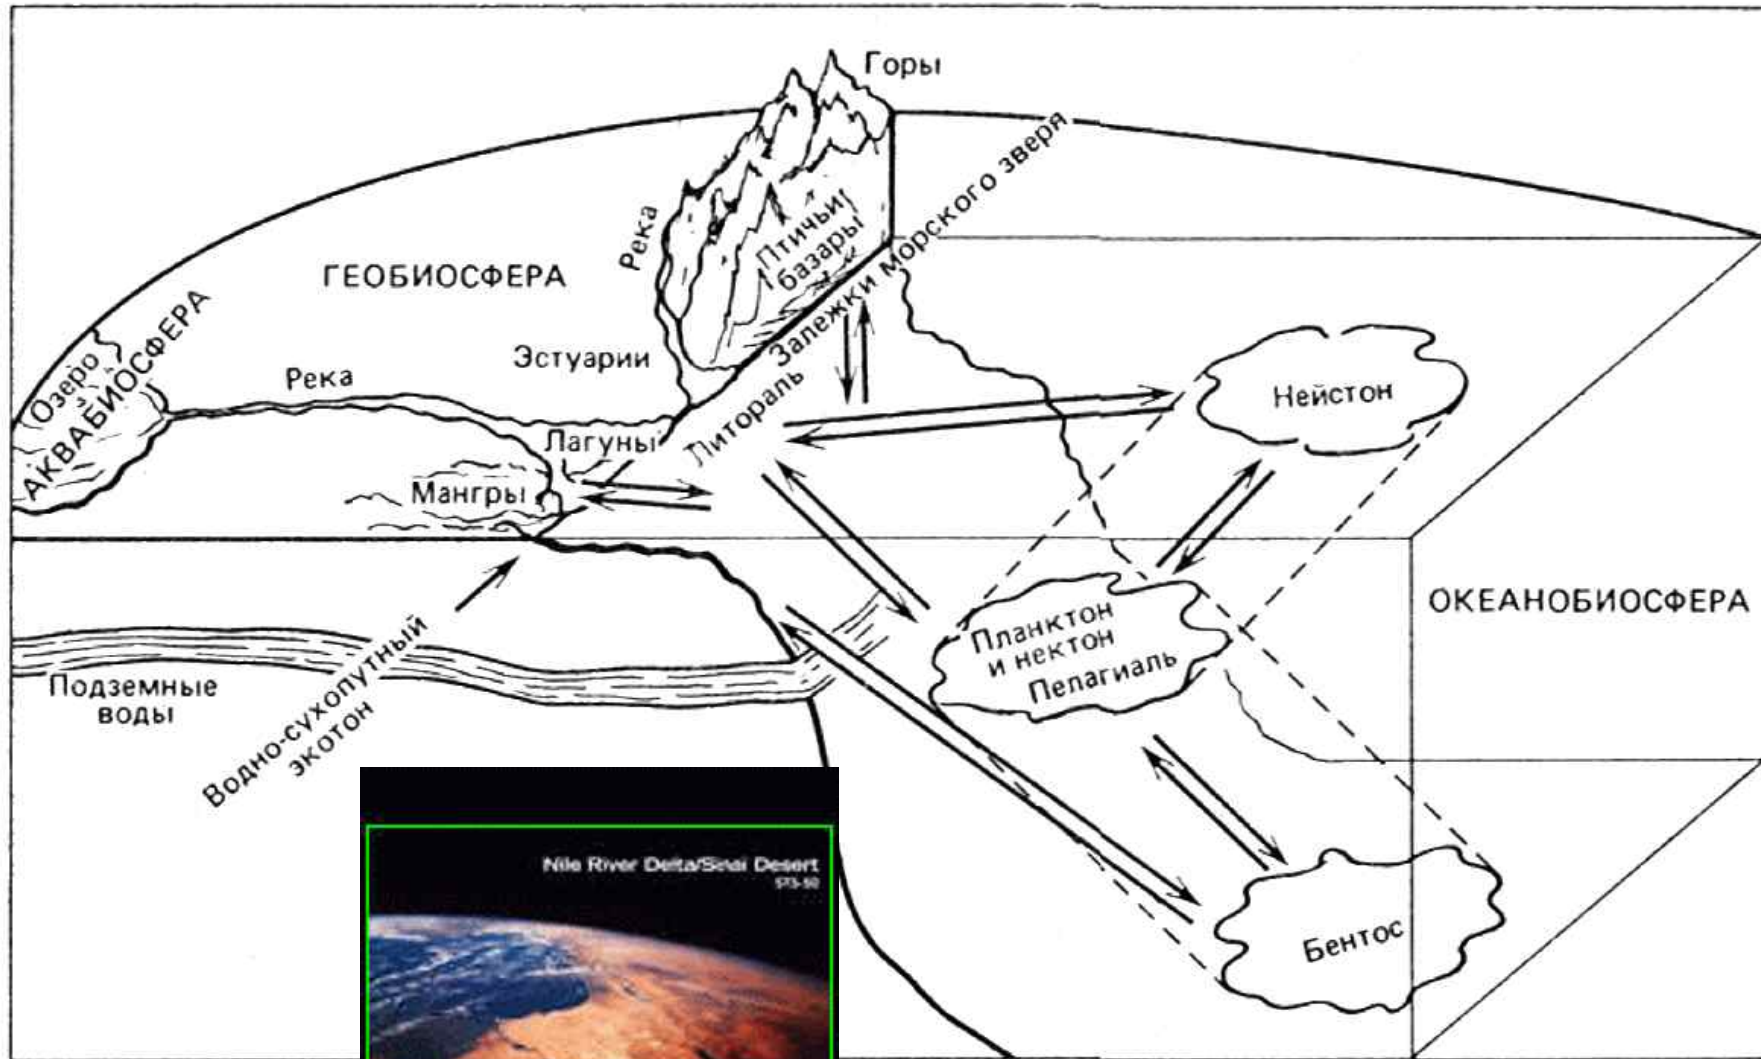 Горы
Залежки морского зверя
Птичьи
базары
Река
ГЕОБИОСФЕРА
АКВАБИОСФЕРА
Озеро
Река
Эстуарии
Лагуны
Литораль
Мангры
Нейстон
ОКЕАНОБИОСФЕРА
Планктон
и нектон
Пелагиаль
Подземные
воды
Водно-сухопутный
экотон
Nile River Delta/Sinai Desert
Бентос